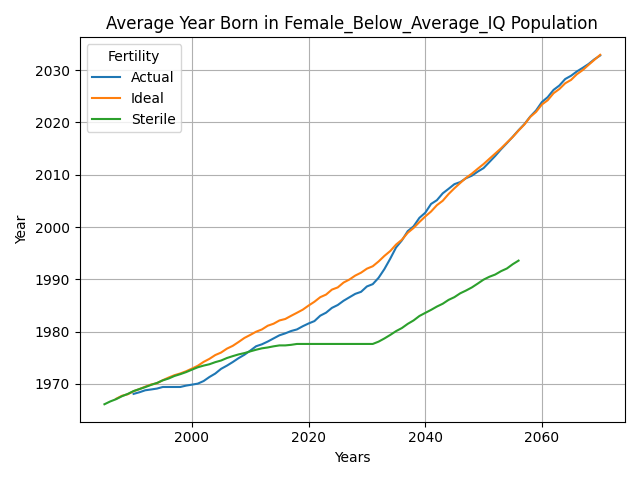 Average Year Born in Female_Below_Average_IQ Population
Fertility
Actual
Ideal
Sterile
2030
2020
2010
2000
1990
1980
1970
Year
2000
2020
2040
2060
Years